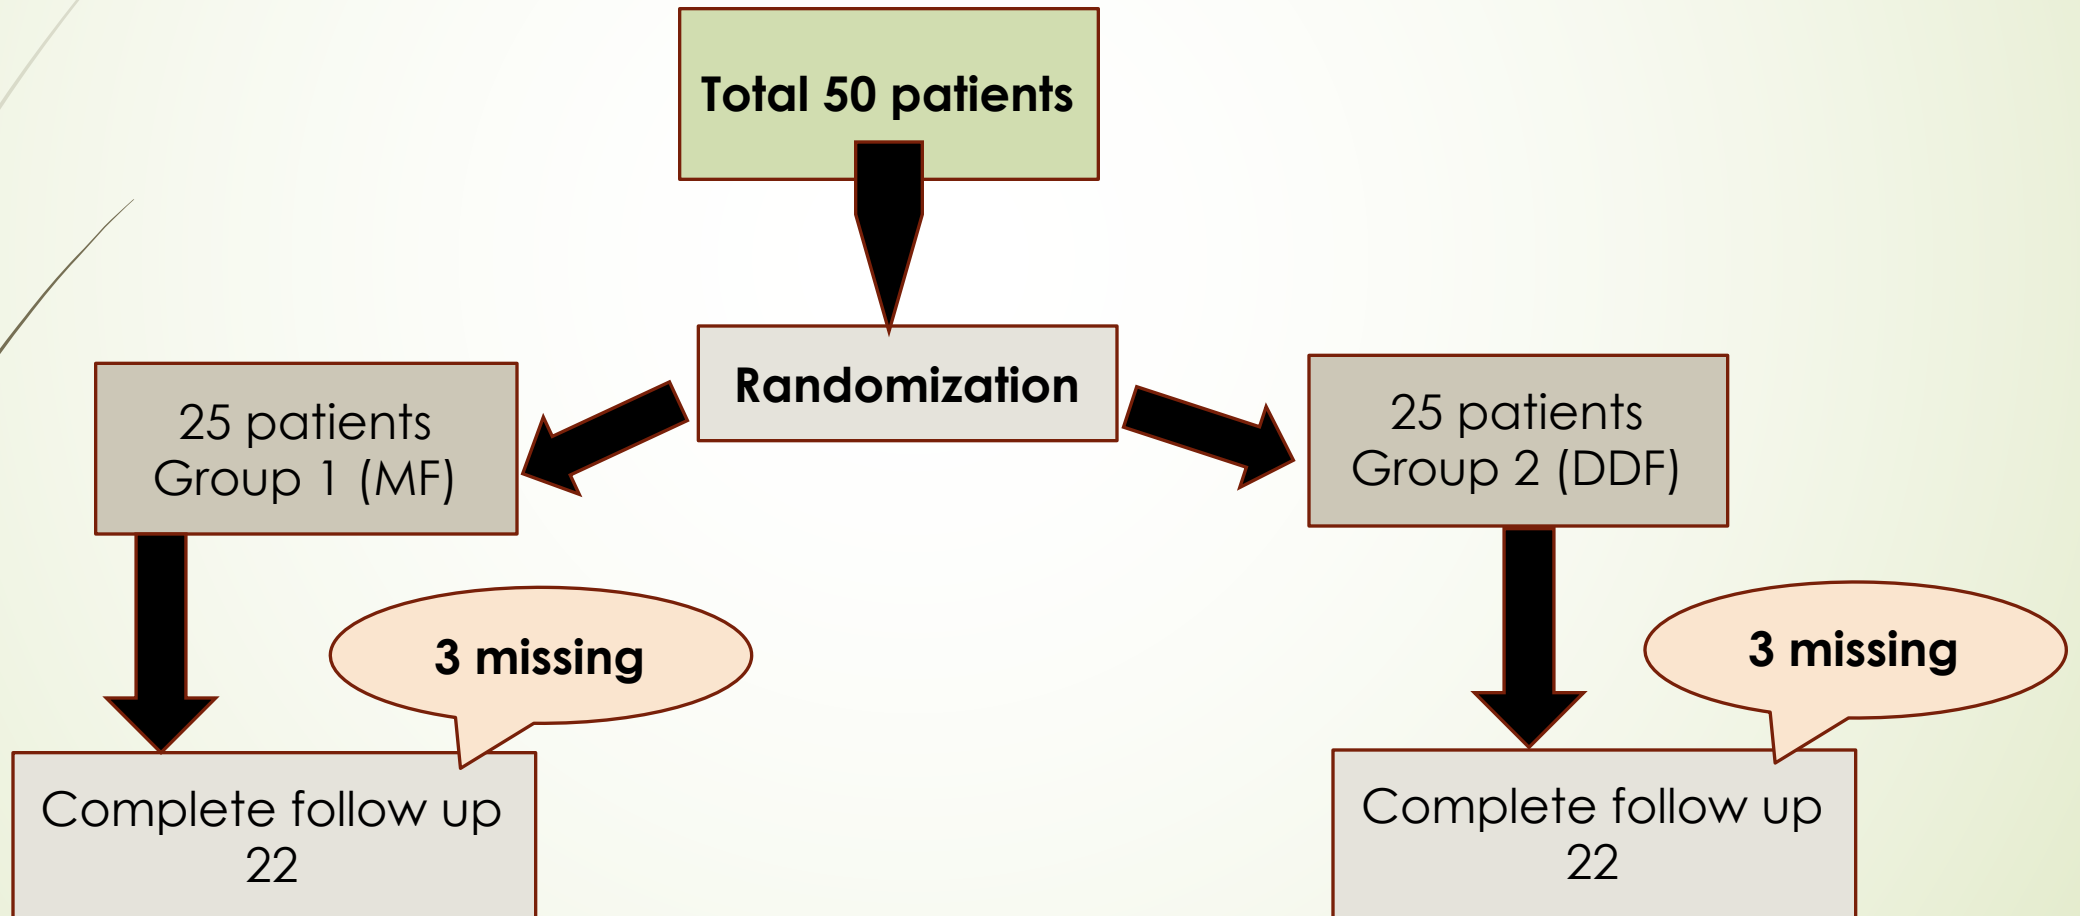 Total 50 patients
Randomization
25 patients
Group 1 (MF)
25 patients
Group 2 (DDF)
3 missing
3 missing
Complete follow up
22
Complete follow up
22